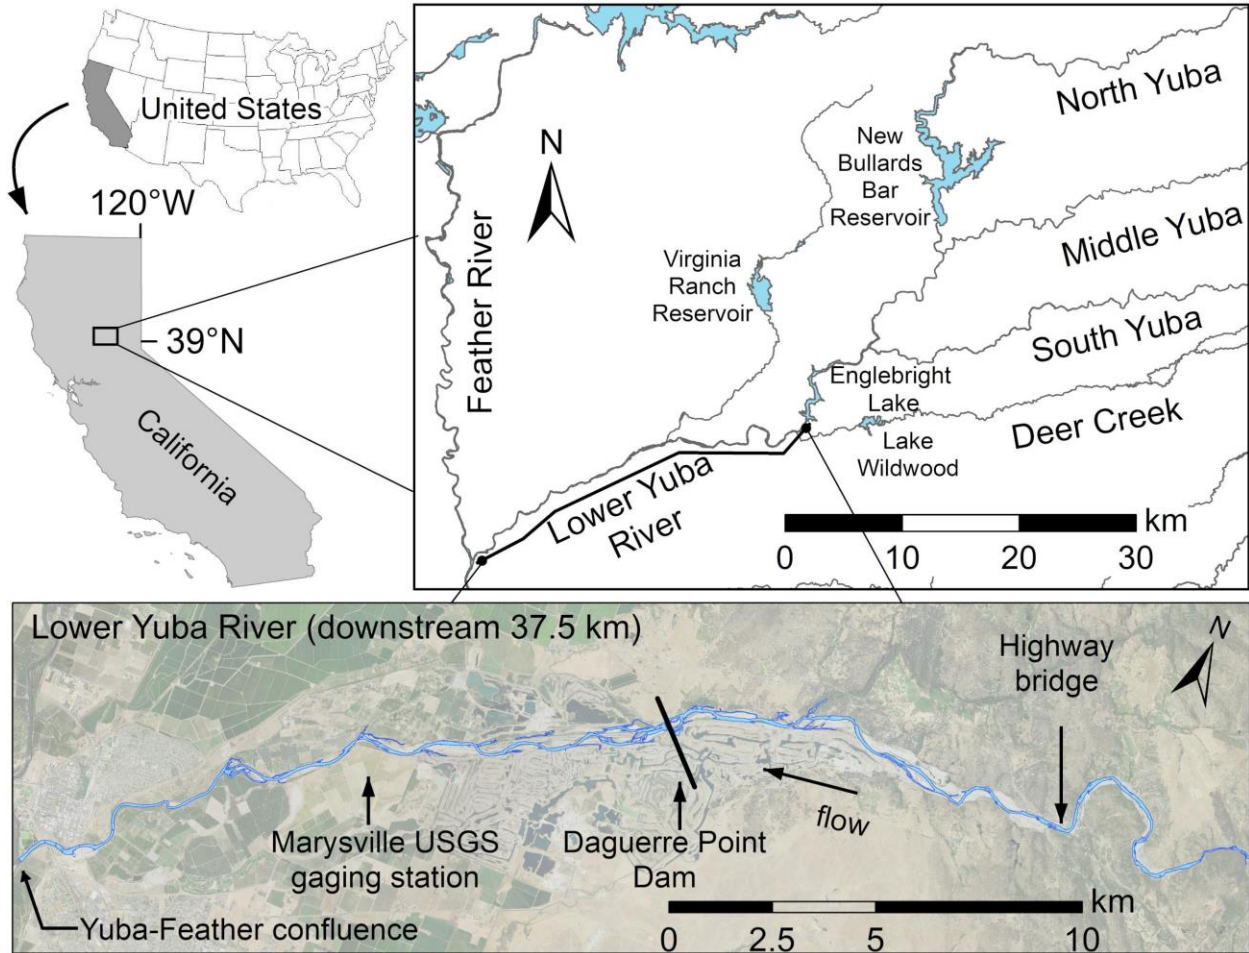 United States
120°W
39°N
California
N
Feather River
North Yuba
New
Bullards
Bar
Reservoir
Middle Yuba
Virginia
Ranch
Reservoir
South Yuba
Englebright
Lake
Deer Creek
Lake
Wildwood
Lower Yuba
River
km
0 10 20 30
Lower Yuba River (downstream 37.5 km)
N
Highway
bridge
flow
Marysville USGS
gaging station
Daguerre Point
Dam
Yuba-Feather confluence
km
0 2.5 5 10